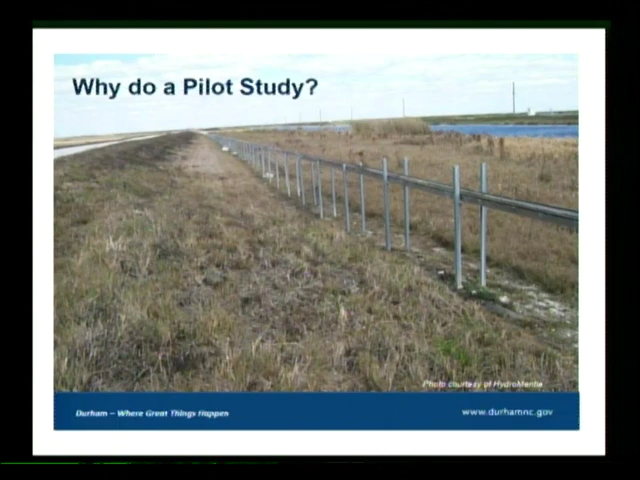 Why do a Pilot Study?
Photo courtesy of HydroMentia
Durham – Where Great Things Happen
www.durhamnc.gov